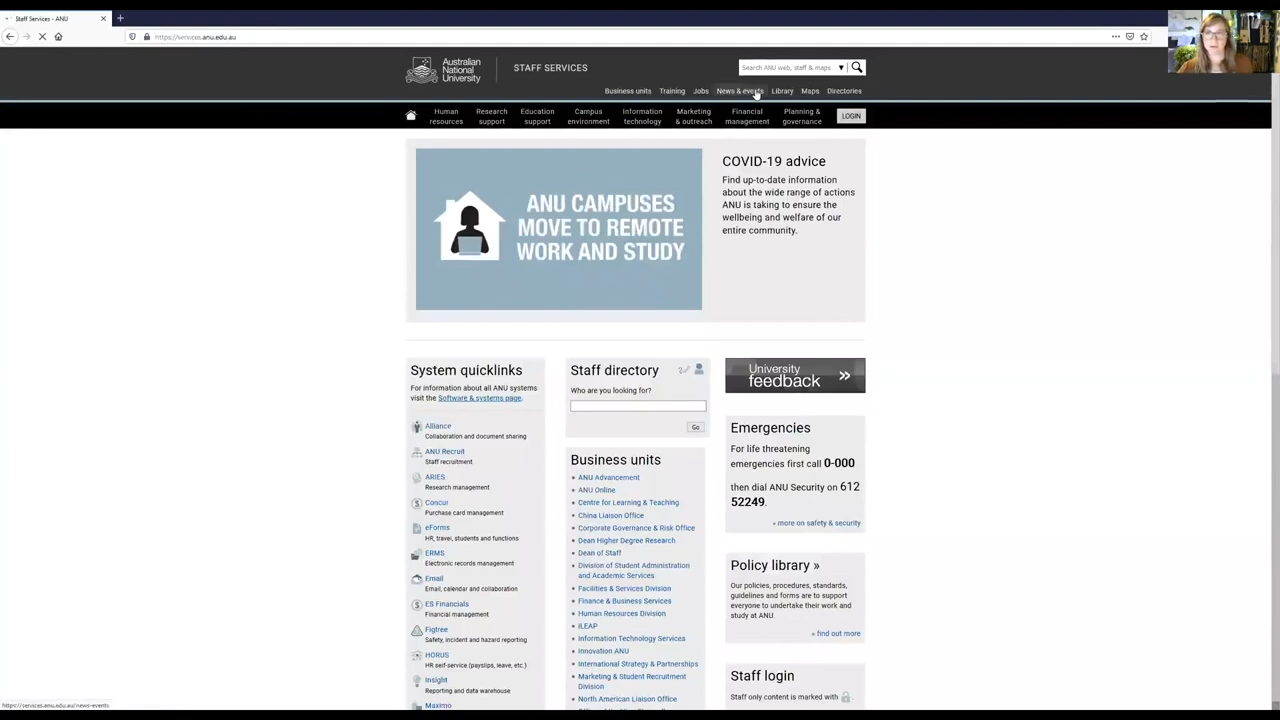 Staff Services - ANU
https://services.anu.edu.au
Australian
National
University
STAFF SERVICES
Search ANU web, staff & maps
Business units Training Jobs News & events Library Maps Directories
Human resources
Research support
Education support
Campus environment
Information technology
Marketing & outreach
Financial management
Planning & governance
LOGIN
ANU CAMPUSES
MOVE TO REMOTE
WORK AND STUDY
COVID-19 advice
Find up-to-date information
about the wide range of actions
ANU is taking to ensure the
wellbeing and welfare of our
entire community.
System quicklinks
For information about all ANU systems
visit the Software & systems page.
Alliance
Collaboration and document sharing
ANU Recruit
Staff recruitment
ARIES
Research management
Concur
Purchase card management
eForms
HR, travel, students and functions
ERMS
Electronic records management
Email
Email, calendar and collaboration
ES Financials
Financial management
Figtree
Safety, incident and hazard reporting
HORUS
HR self-service (payslips, leave, etc.)
Insight
Reporting and data warehouse
Maximo
Staff directory
Who are you looking for?
Go
Business units
ANU Advancement
ANU Online
Centre for Learning & Teaching
China Liaison Office
Corporate Governance & Risk Office
Dean Higher Degree Research
Dean of Staff
Division of Student Administration
and Academic Services
Facilities & Services Division
Finance & Business Services
Human Resources Division
iLEAP
Information Technology Services
Innovation ANU
International Strategy & Partnerships
Marketing & Student Recruitment
Division
North American Liaison Office
University
feedback »
Emergencies
For life threatening
emergencies first call 0-000
then dial ANU Security on 612
52249.
» more on safety & security
Policy library »
Our policies, procedures, standards,
guidelines and forms are to support
everyone to undertake their work and
study at ANU.
» find out more
Staff login
Staff only content is marked with
https://services.anu.edu.au/news-events